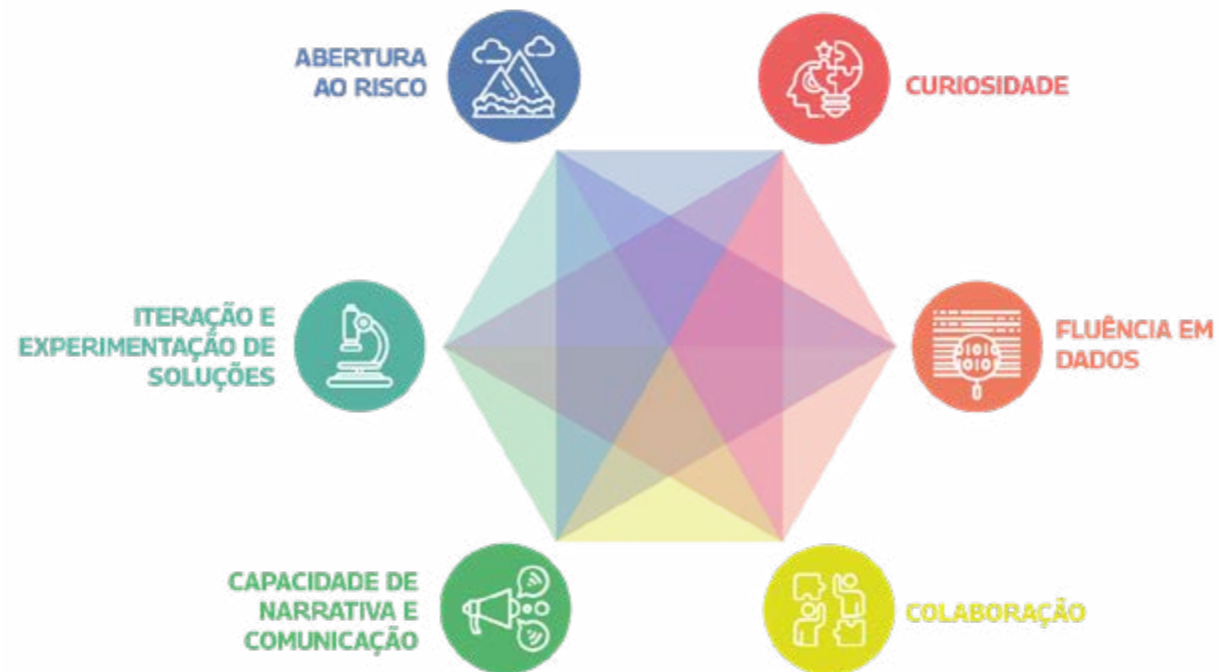 ABERTURA
AO RISCO
CURIOSIDADE
ITERAÇÃO E
EXPERIMENTAÇÃO DE
SOLUÇÕES
FLUÊNCIA EM
DADOS
CAPACIDADE DE
NARRATIVA E
COMUNICAÇÃO
COLABORAÇÃO